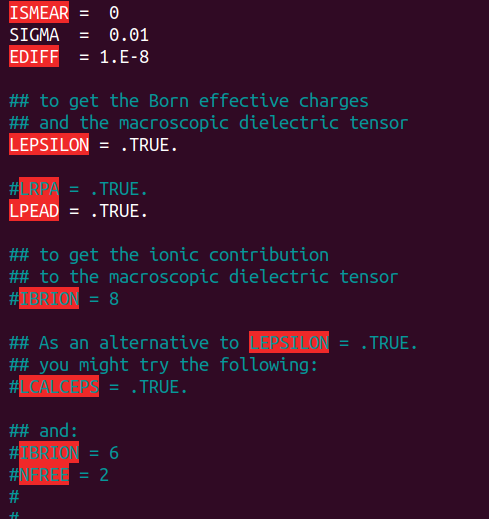 ISMEAR =  0
SIGMA  =  0.01
EDIFF  = 1.E-8
## to get the Born effective charges
## and the macroscopic dielectric tensor
LEPSILON = .TRUE.
#LRPA = .TRUE.
LPEAD = .TRUE.
## to get the ionic contribution
## to the macroscopic dielectric tensor
#IBRION = 8
## As an alternative to LEPSILON = .TRUE.
## you might try the following:
#LCALCEPS = .TRUE.
## and:
#IBRION = 6
#NFREE = 2
#
#